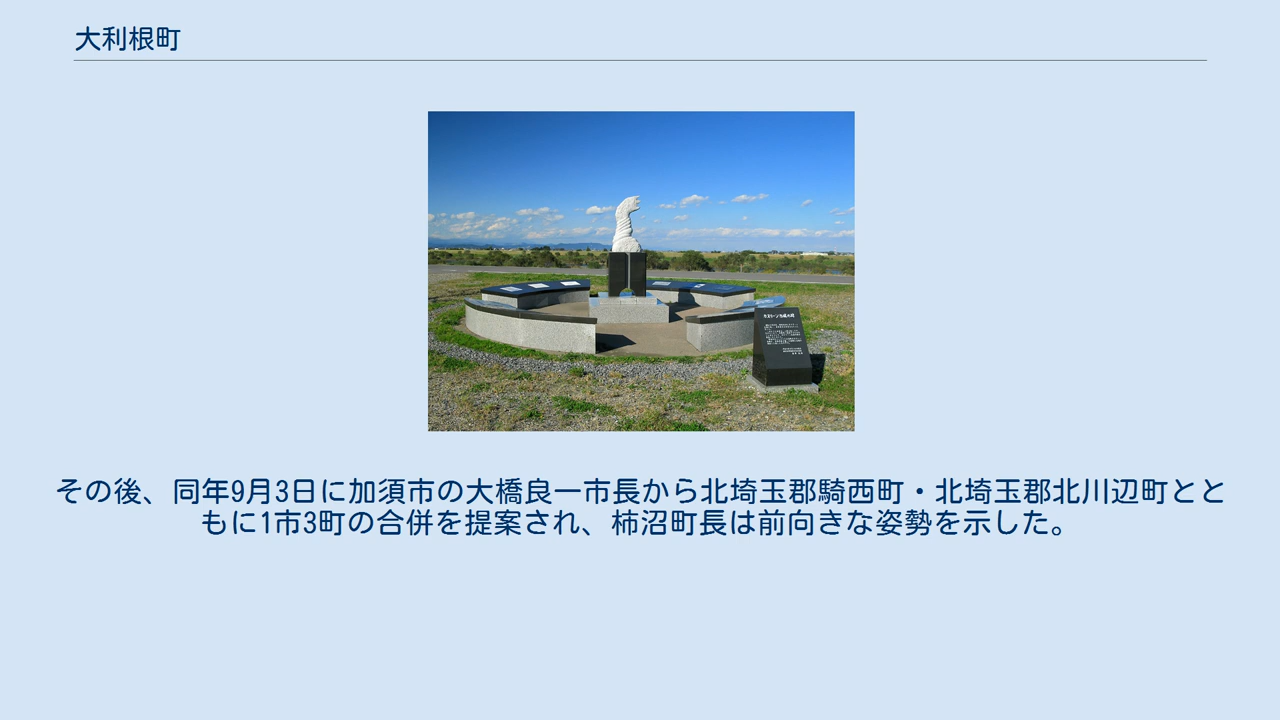 大利根町
その後、同年9月3日に加須市の大橋良一市長から北埼玉郡騎西町・北埼玉郡北川辺町とと
もに1市3町の合併を提案され、柿沼町長は前向きな姿勢を示した。